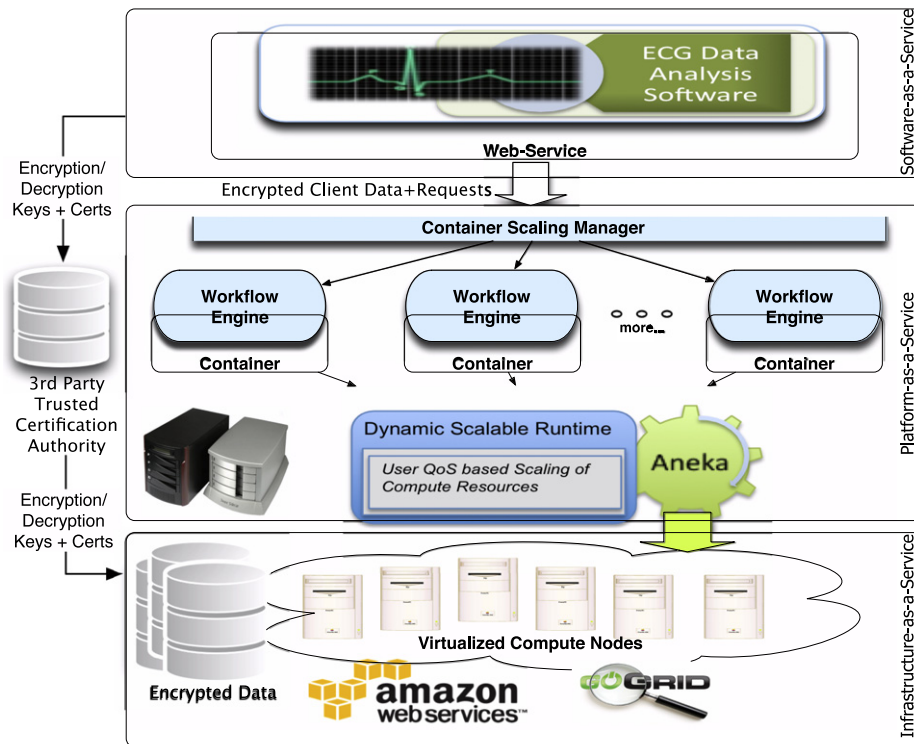 ECG Data
Analysis
Software
Web-Service
Software-as-a-Service
Encryption/
Decryption
Keys + Certs
Encrypted Client Data+Requests
Container Scaling Manager
Workflow
Engine
Container
Workflow
Engine
Container
more...
Workflow
Engine
Container
Platform-as-a-Service
3rd Party
Trusted
Certification
Authority
Dynamic Scalable Runtime
User QoS based Scaling of
Compute Resources
Aneka
Encryption/
Decryption
Keys + Certs
Virtualized Compute Nodes
Encrypted Data
amazon
webservices™
GOGRID
Infrastructure-as-a-Service